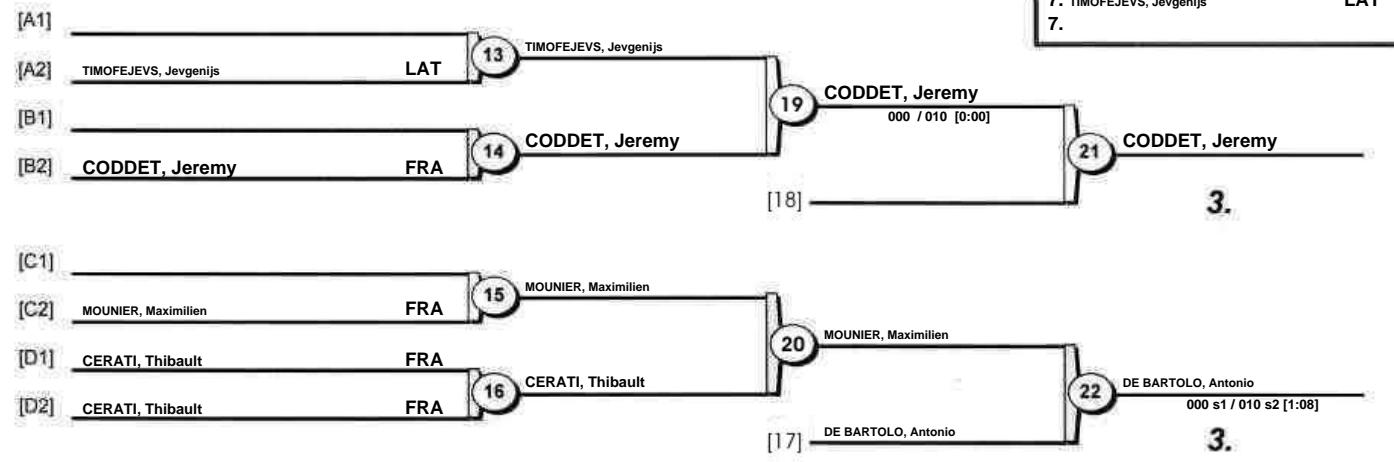 7. TIMOFEJEVS, Jevgenijs LAT
7.
[A1]
13 TIMOFEJEVS, Jevgenijs
[A2] TIMOFEJEVS, Jevgenijs LAT
19 CODDET, Jeremy
000 / 010 [0:00]
[B1]
14 CODDET, Jeremy
[B2] CODDET, Jeremy FRA
21 CODDET, Jeremy
[18]
3.
[C1]
15 MOUNIER, Maximilien
[C2] MOUNIER, Maximilien FRA
20 MOUNIER, Maximilien
[D1] CERATI, Thibault FRA
16 CERATI, Thibault
[D2] CERATI, Thibault FRA
22 DE BARTOLO, Antonio
000 s1 / 010 s2 [1:08]
[17] DE BARTOLO, Antonio
3.